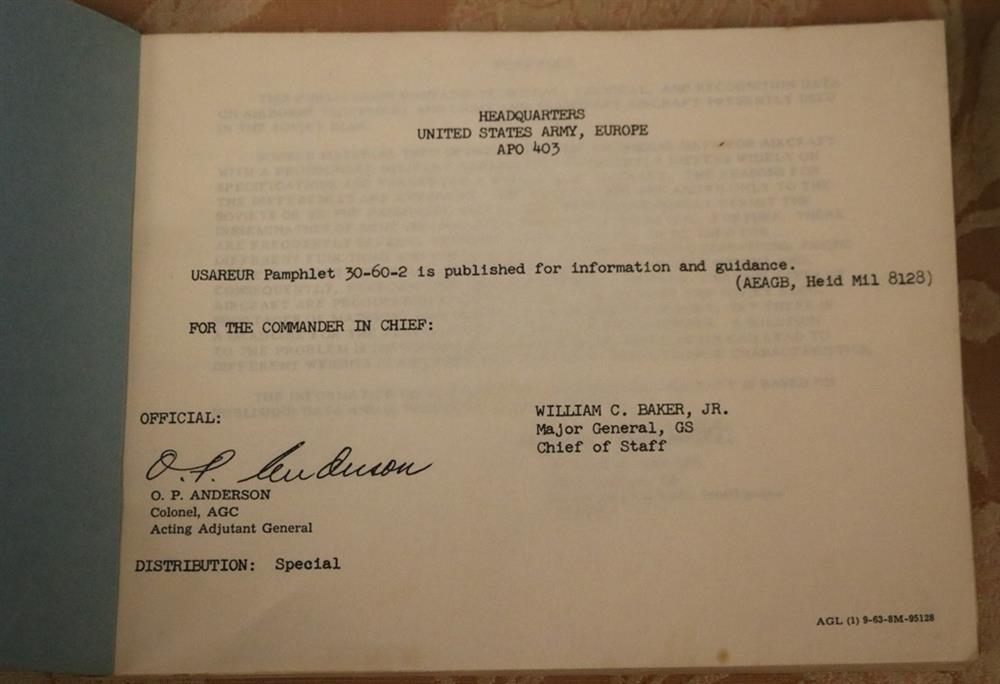 HEADQUARTERS
UNITED STATES ARMY, EUROPE
APO 403
USAREUR Pamphlet 30-60-2 is published for information and guidance.
(AEAGB, Heid Mil 8128)
FOR THE COMMANDER IN CHIEF:
OFFICIAL:
WILLIAM C. BAKER, JR.
Major General, GS
Chief of Staff
O. P. Anderson
O. P. ANDERSON
Colonel, AGC
Acting Adjutant General
DISTRIBUTION: Special
AGL (1) 9-63-8M-95128